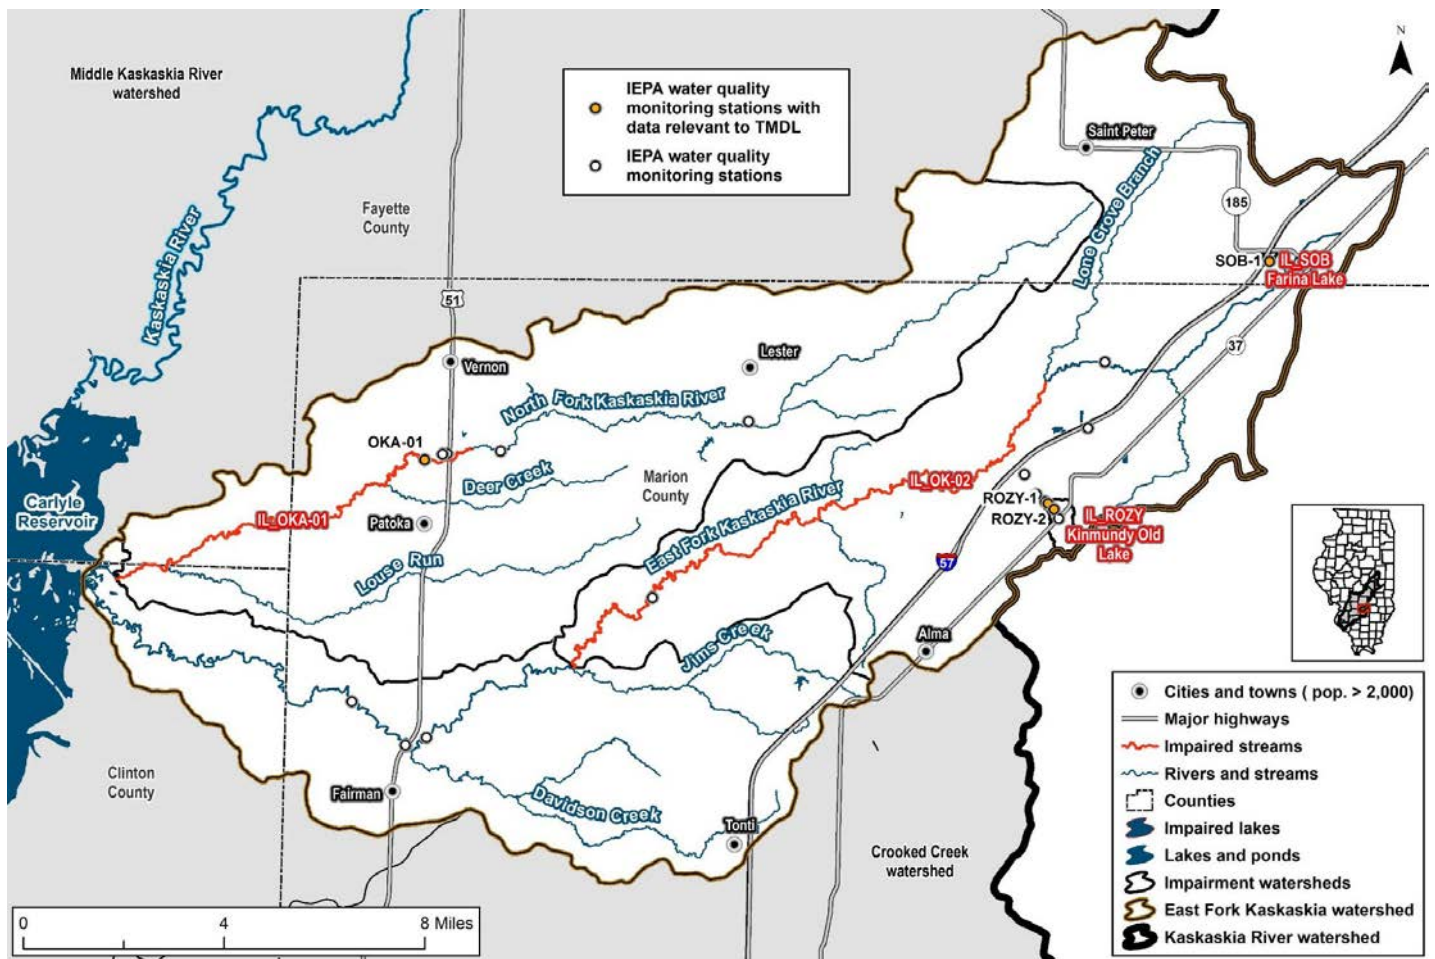 Middle Kaskaskia River
watershed
N
IEPA water quality
monitoring stations with
data relevant to TMDL
IEPA water quality
monitoring stations
Saint Peter
Lone Grove Branch
185
Kaskaskia River
Fayette
County
SOB-1
IL_SOB
Farina Lake
51
37
Vernon
Lester
North Fork Kaskaskia River
OKA-01
Deer Creek
Marion
County
IL_OK-02
East Fork Kaskaskia River
ROZY-1
ROZY-2
IL_ROZY
Kinmundy Old
Lake
Carlyle
Reservoir
IL_OKA-01
Patoka
Louse Run
57
Jims Creek
Alma
Clinton
County
Fairman
Davidson Creek
Tonti
Crooked Creek
watershed
Cities and towns ( pop. > 2,000)
Major highways
Impaired streams
Rivers and streams
Counties
Impaired lakes
Lakes and ponds
Impairment watersheds
East Fork Kaskaskia watershed
Kaskaskia River watershed
0 4 8 Miles